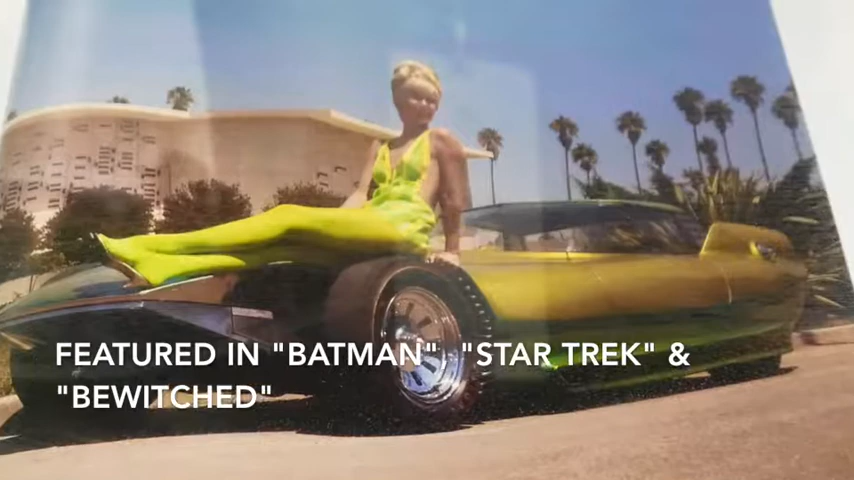 FEATURED IN "BATMAN" "STAR TREK" &
"BEWITCHED"